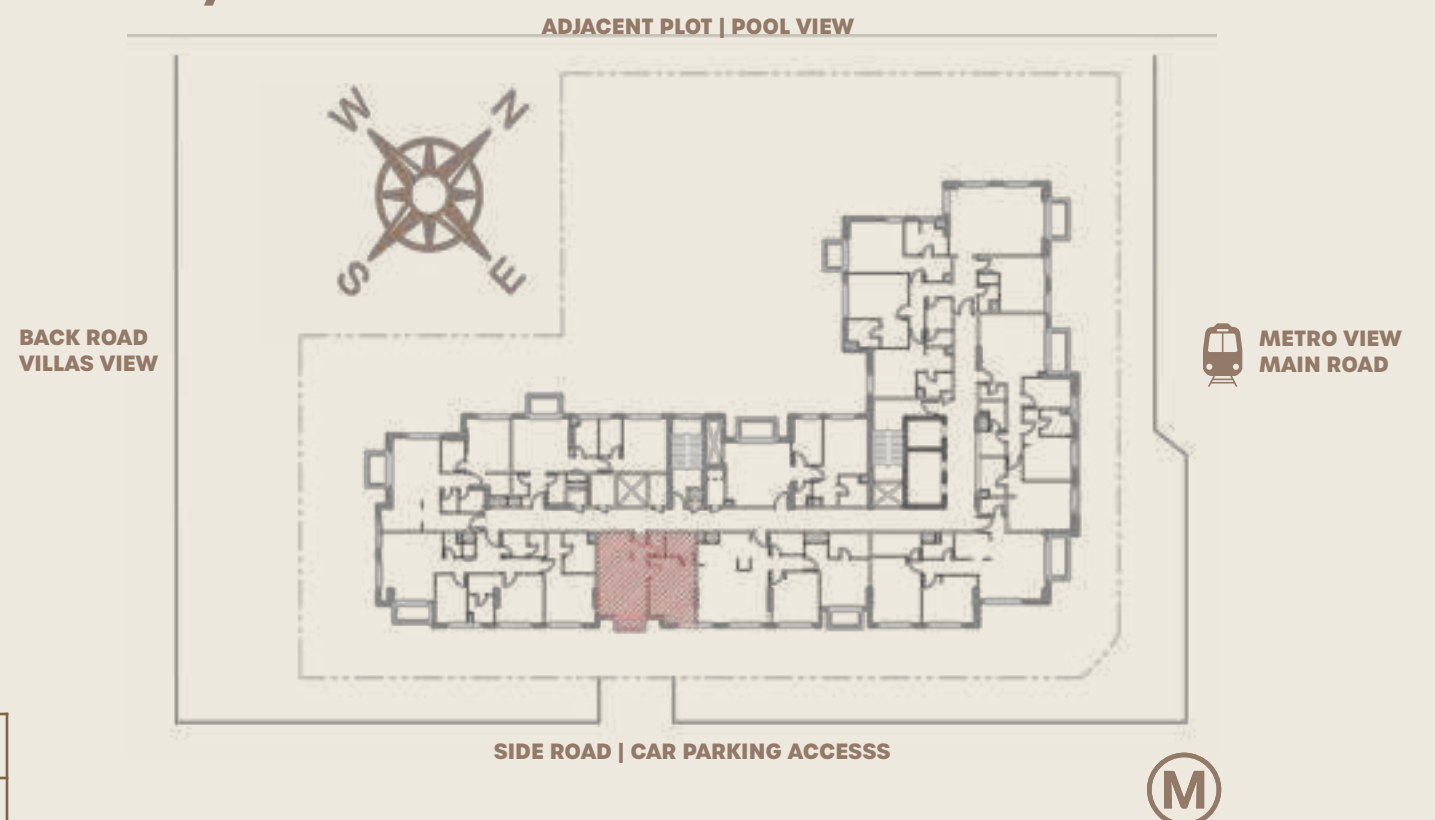 ADJACENT PLOT | POOL VIEW
W
N
S
E
BACK ROAD
VILLAS VIEW
METRO VIEW
MAIN ROAD
SIDE ROAD | CAR PARKING ACCESSS
M